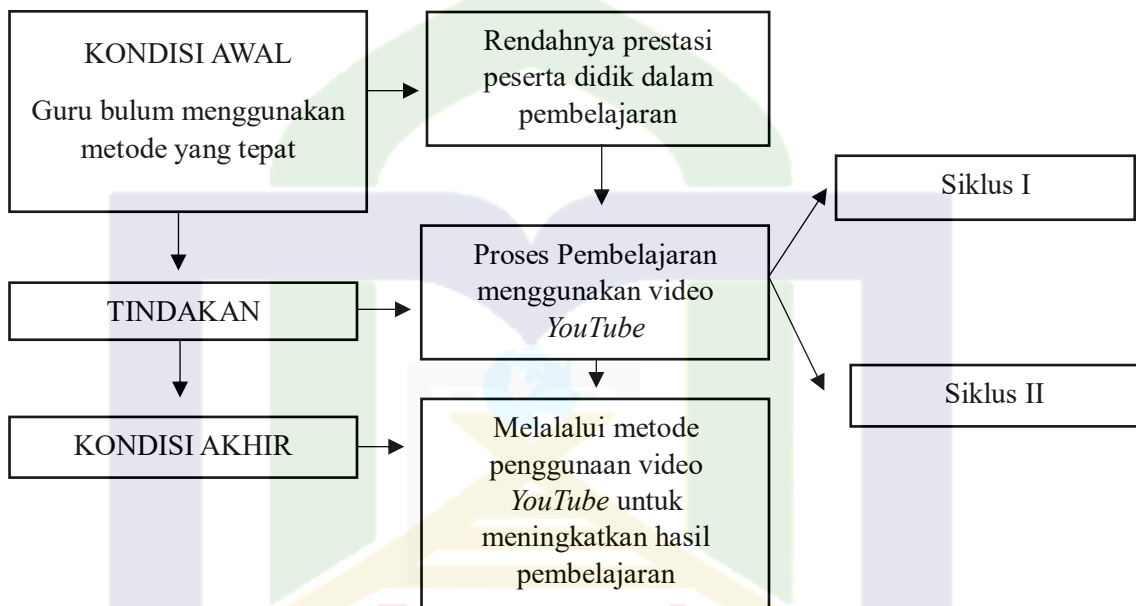 KONDISI AWAL
Guru bulum menggunakan
metode yang tepat
Rendahnya prestasi
peserta didik dalam
pembelajaran
Siklus I
TINDAKAN
Proses Pembelajaran
menggunakan video
YouTube
Siklus II
KONDISI AKHIR
Melalalui metode
penggunaan video
YouTube untuk
meningkatkan hasil
pembelajaran